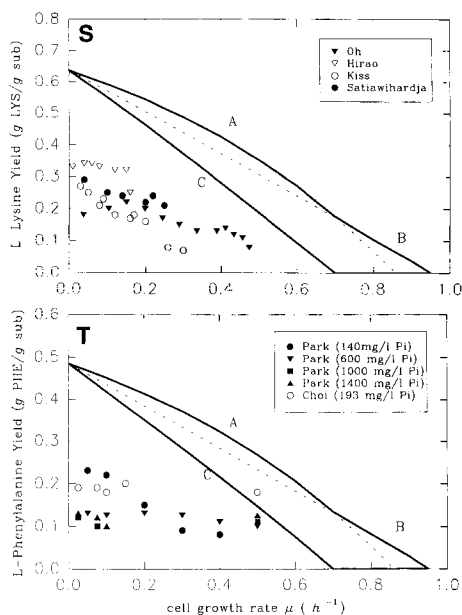 S
Oh
Hirao
Kiss
Satiawihardja
A
B
C
L Lysine Yield (g LYS/g sub)
0.8
0.7
0.6
0.5
0.4
0.3
0.2
0.1
0.0
0.0 0.2 0.4 0.6 0.8 1.0
T
Park (140mg/l Pi)
Park (600 mg/l Pi)
Park (1000 mg/l Pi)
Park (1400 mg/l Pi)
Choi (193 mg/l Pi)
A
B
C
L-Phenylalanine Yield (g PHE/g sub)
0.6
0.5
0.4
0.3
0.2
0.1
0.0
0.0 0.2 0.4 0.6 0.8 1.0
cell growth rate μ ( h⁻¹)